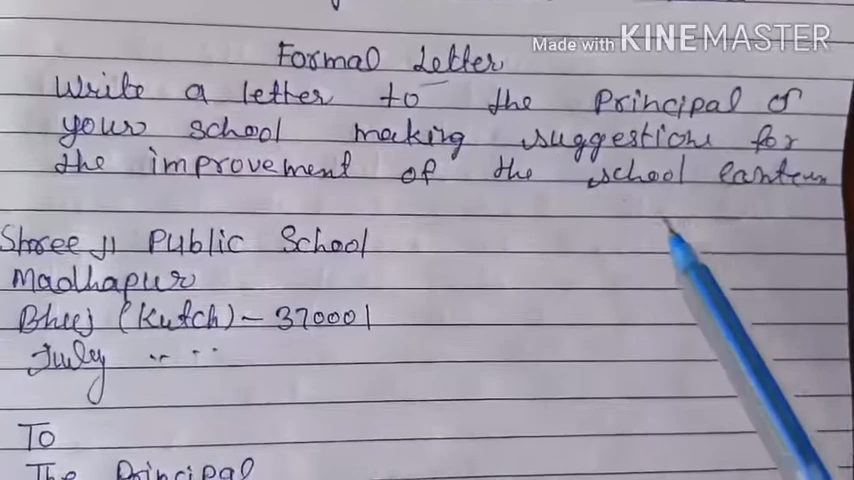 Made with KINEMASTER
Formal Letter
Write a letter to the Principal of
your school making suggestions for
the improvement of the school canteen
Shree Ji Public School
Madhapur
Bhuj (Kutch) - 370001
July .. ..
To
The Principal